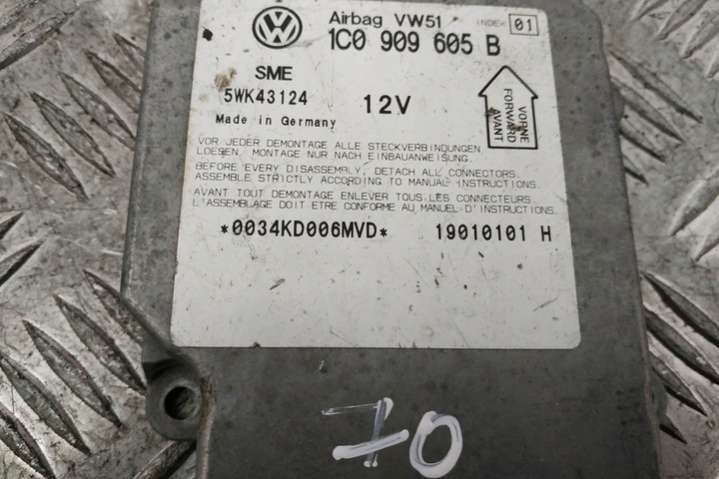 Airbag VW51 INDEX 01
1C0 909 605 B
SME
5WK43124 12V
Made in Germany
VORNE
FORWARD
AVANT
VOR JEDER DEMONTAGE ALLE STECKVERBINDUNGEN
LOESEN. MONTAGE NUR NACH EINBAUANWEISUNG.
BEFORE EVERY DISASSEMBLY, DETACH ALL CONNECTORS.
ASSEMBLE STRICTLY ACCORDING TO MANUAL INSTRUCTIONS.
AVANT TOUT DEMONTAGE ENLEVER TOUS LES CONNECTEURS
L'ASSEMBLAGE DOIT ETRE CONFORME AU MANUEL D'INSTRUCTIONS.
*0034KD006MVD* 19010101 H
70